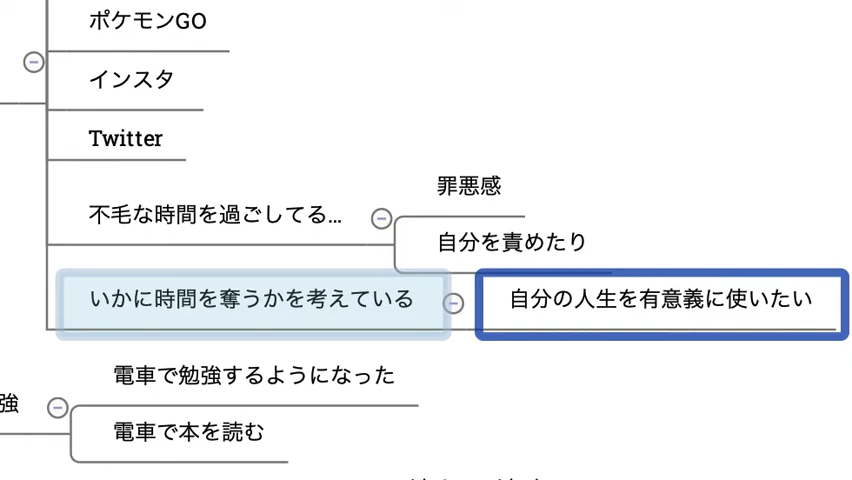 ポケモンGO
インスタ
Twitter
罪悪感
不毛な時間を過ごしてる...
自分を責めたり
いかに時間を奪うかを考えている
自分の人生を有意義に使いたい
電車で勉強するようになった
強
電車で本を読む